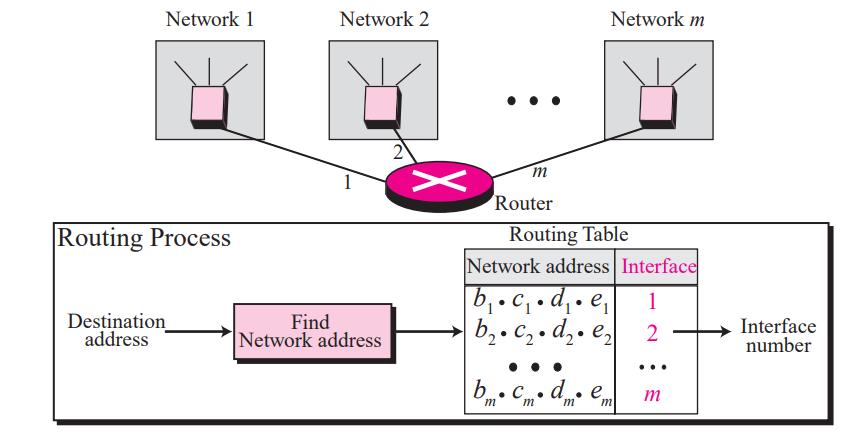 Network 1
Network 2
Network m
1
2
m
Router
Routing Process
Routing Table
Network address
Interface
Destination
address
Find
Network address
b₁ • c₁ • d₁ • e₁
1
b₂ • c₂ • d₂ • e₂
2
• • •
...
bₘ • cₘ • dₘ • eₘ
m
Interface
number